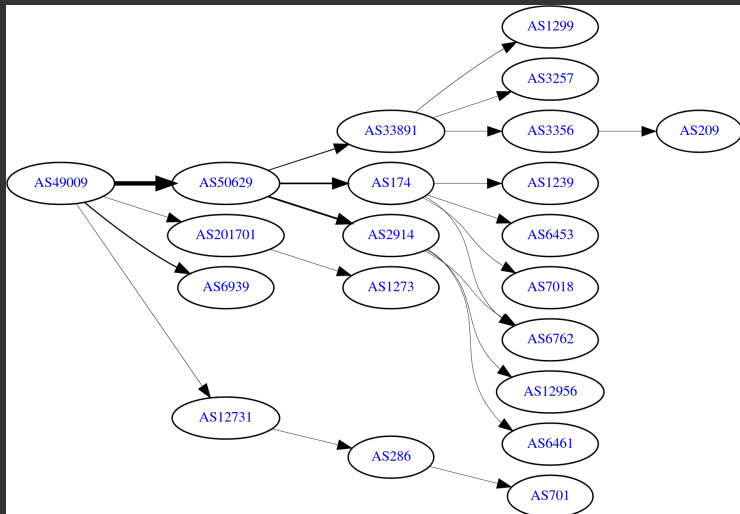 AS1299
AS3257
AS33891
AS3356
AS209
AS49009
AS50629
AS174
AS1239
AS201701
AS2914
AS6453
AS6939
AS1273
AS7018
AS6762
AS12956
AS12731
AS6461
AS286
AS701